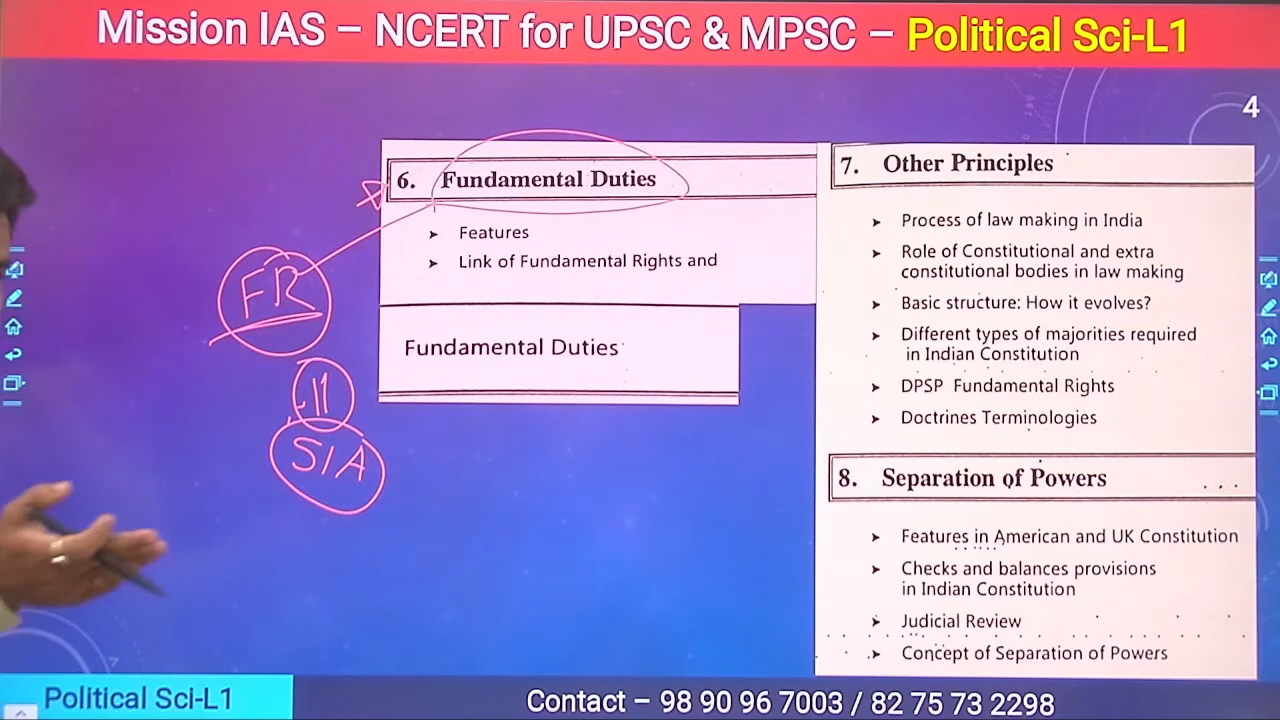 Mission IAS – NCERT for UPSC & MPSC – Political Sci-L1
4
6. Fundamental Duties
➤ Features
➤ Link of Fundamental Rights and
Fundamental Duties
FR
11
51A
7. Other Principles
➤ Process of law making in India
➤ Role of Constitutional and extra
constitutional bodies in law making
➤ Basic structure: How it evolves?
➤ Different types of majorities required
in Indian Constitution
➤ DPSP Fundamental Rights
➤ Doctrines Terminologies
8. Separation of Powers ...
➤ Features in American and UK Constitution
➤ Checks and balances provisions
in Indian Constitution
➤ Judicial Review
➤ Concept of Separation of Powers
Political Sci-L1
Contact – 98 90 96 7003 / 82 75 73 2298